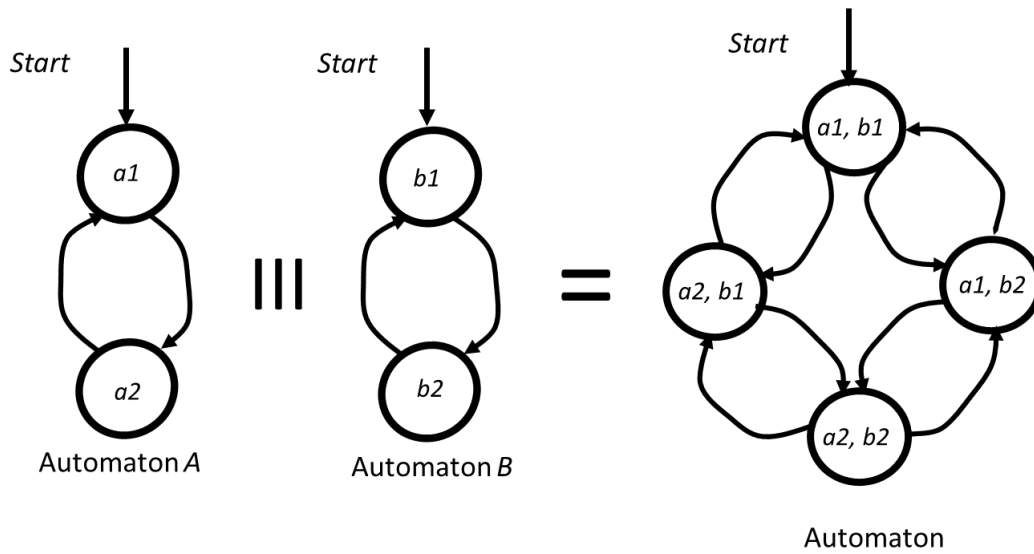 Start
a1
a2
Automaton A
|||
Start
b1
b2
Automaton B
=
Start
a1, b1
a2, b1
a1, b2
a2, b2
Automaton